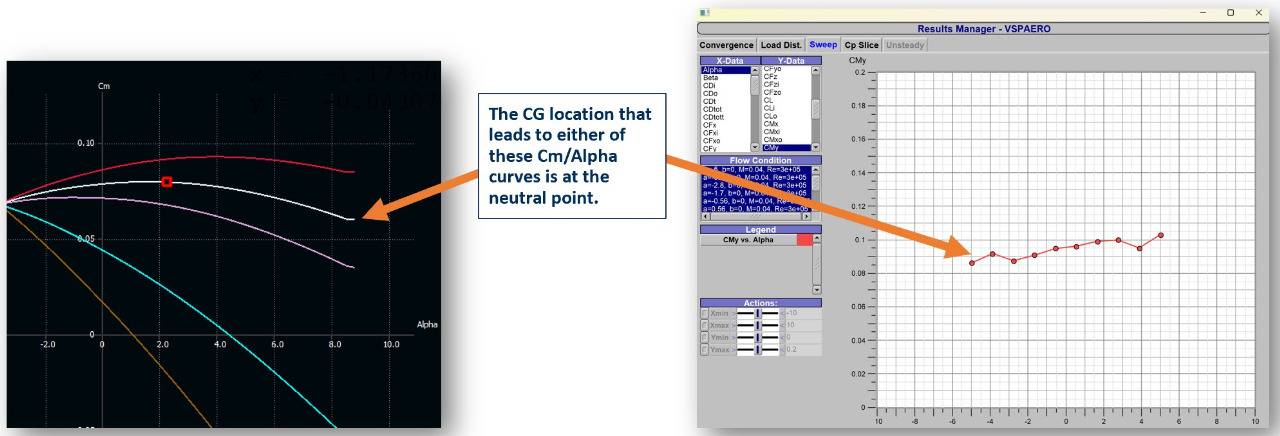 Cm
0.10
0.05
0
-2.0 0 2.0 4.0 6.0 8.0 10.0
Alpha
The CG location that
leads to either of
these Cm/Alpha
curves is at the
neutral point.
Results Manager - VSPAERO
Convergence Load Dist. Sweep Cp Slice Unsteady
X-Data Y-Data
Alpha
Beta
CDi
CDo
CDt
CDtot
CDtott
CFx
CFxi
CFxo
CFy
CFyo
CFz
CFzi
CFzo
CL
CLi
CLo
CMx
CMxi
CMxo
CMy
Flow Condition
b=0, M=0.04, Re=3e+05
M=0.04, Re=3e+05
a=-2.8, b=0, M=0.04, Re=3e+05
a=-1.7, b=0, M=0.04, Re=3e+05
a=-0.56, b=0, M=0.04, Re=3e+05
a=0.56, b=0, M=0.04, Re=3e+05
Legend
CMy vs. Alpha
Actions:
Xmin > < -10
Xmax > < 10
Ymin > < 0
Ymax > < 0.2
CMy
0.2
0.18
0.16
0.14
0.12
0.1
0.08
0.06
0.04
0.02
0
-10 -8 -6 -4 -2 0 2 4 6 8 10